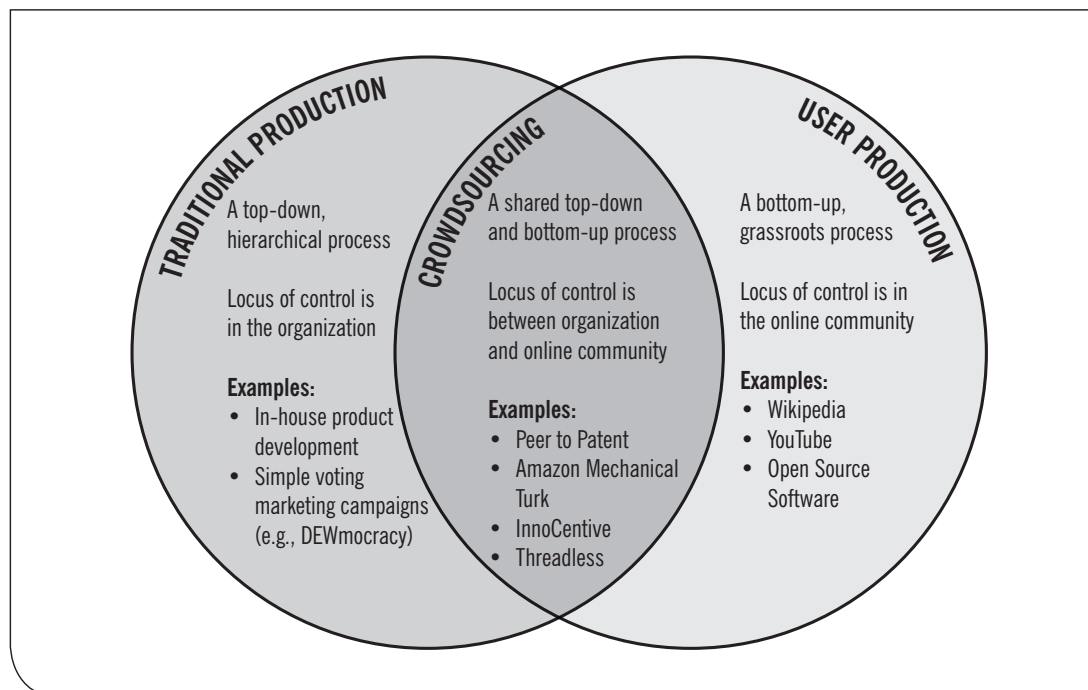 TRADITIONAL PRODUCTION
A top-down,
hierarchical process
Locus of control is
in the organization
Examples:
• In-house product
development
• Simple voting
marketing campaigns
(e.g., DEWmocracy)
CROWDSOURCING
A shared top-down
and bottom-up process
Locus of control is
between organization
and online community
Examples:
• Peer to Patent
• Amazon Mechanical
Turk
• InnoCentive
• Threadless
USER PRODUCTION
A bottom-up,
grassroots process
Locus of control is in
the online community
Examples:
• Wikipedia
• YouTube
• Open Source
Software